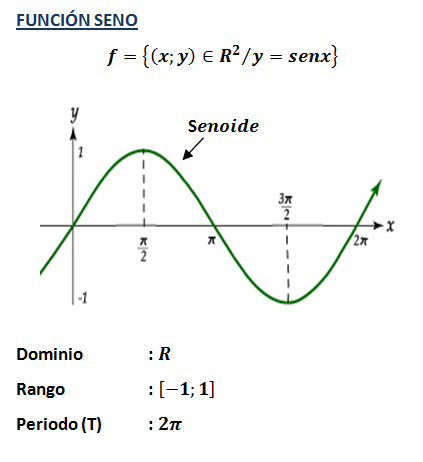 FUNCIÓN SENO
f = {(x; y) ∈ R²/y = senx}
y
1
Senoide
3π/2
x
π/2
π
2π
-1
Dominio : R
Rango : [−1; 1]
Periodo (T) : 2π